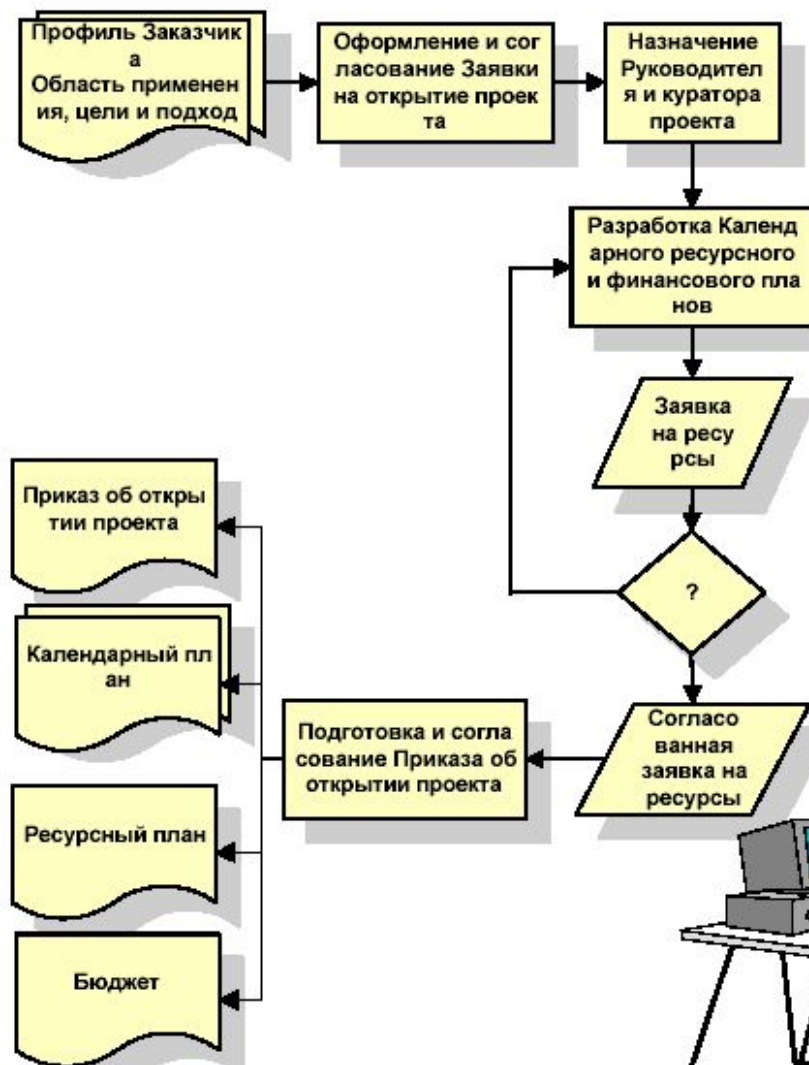 Профиль Заказчик
а
Область применен
ия, цели и подход
Оформление и сог
ласование Заявки
на открытие проек
та
Назначение
Руководител
я и куратора
проекта
Разработка Календ
арного ресурсного
и финансового пла
нов
Заявка
на ресу
рсы
?
Согласо
ванная
заявка на
ресурсы
Подготовка и согла
сование Приказа об
открытии проекта
Приказ об откры
тии проекта
Календарный пл
ан
Ресурсный план
Бюджет